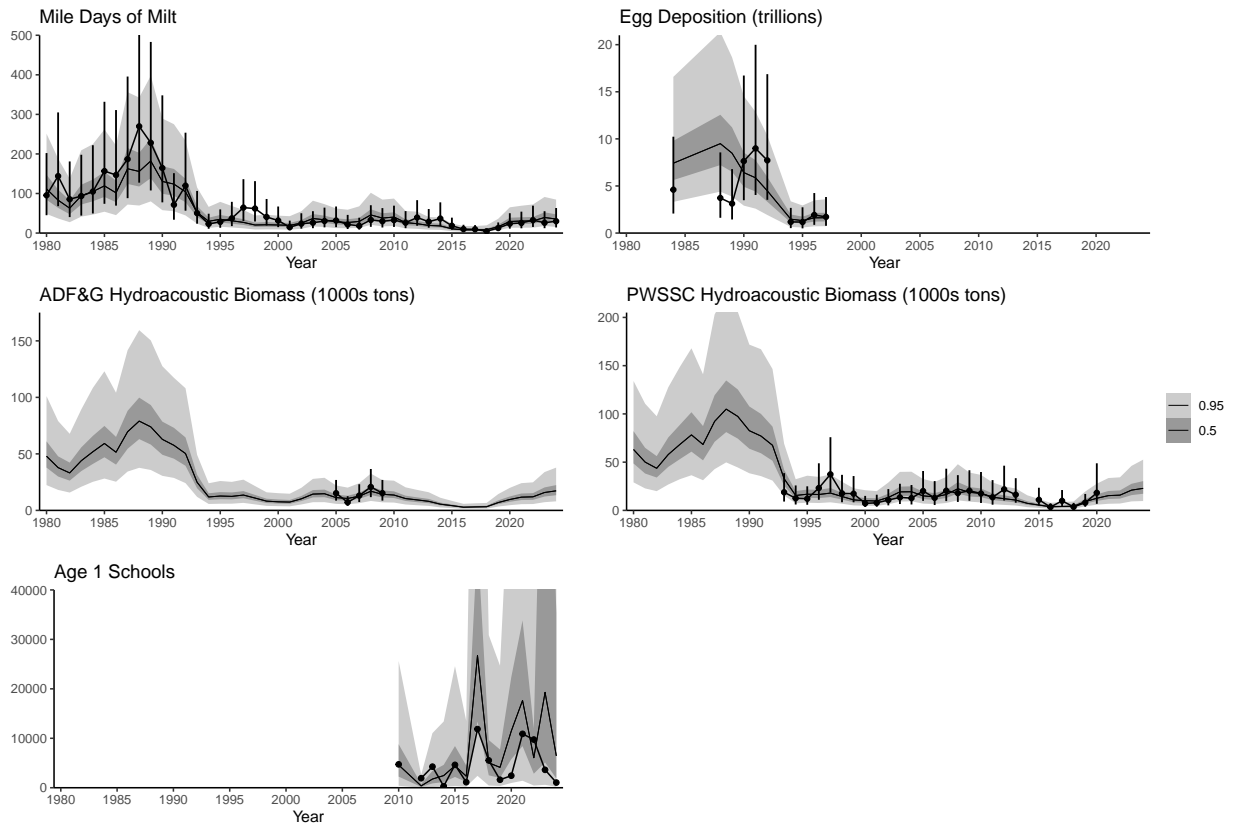 Mile Days of Milt
500
400
300
200
100
0
1980 1985 1990 1995 2000 2005 2010 2015 2020
Year
Egg Deposition (trillions)
20
15
10
5
0
1980 1985 1990 1995 2000 2005 2010 2015 2020
Year
ADF&G Hydroacoustic Biomass (1000s tons)
150
100
50
0
1980 1985 1990 1995 2000 2005 2010 2015 2020
Year
PWSSC Hydroacoustic Biomass (1000s tons)
200
150
100
50
0
1980 1985 1990 1995 2000 2005 2010 2015 2020
Year
0.95
0.5
Age 1 Schools
40000
30000
20000
10000
0
1980 1985 1990 1995 2000 2005 2010 2015 2020
Year